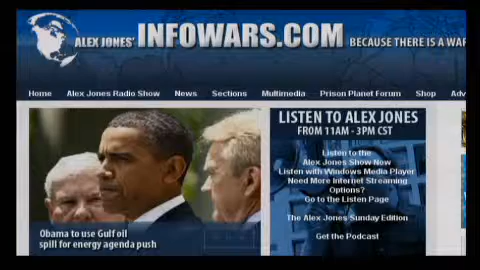 ALEX JONES' INFOWARS.COM BECAUSE THERE IS A WAR
Home Alex Jones Radio Show News Sections Multimedia Prison Planet Forum Shop Adv
LISTEN TO ALEX JONES
FROM 11AM - 3PM CST
Listen to the
Alex Jones Show Now
Listen with Windows Media Player
Need More Internet Streaming
Options?
Go to the Listen Page
The Alex Jones Sunday Edition
Get the Podcast
Obama to use Gulf oil
spill for energy agenda push